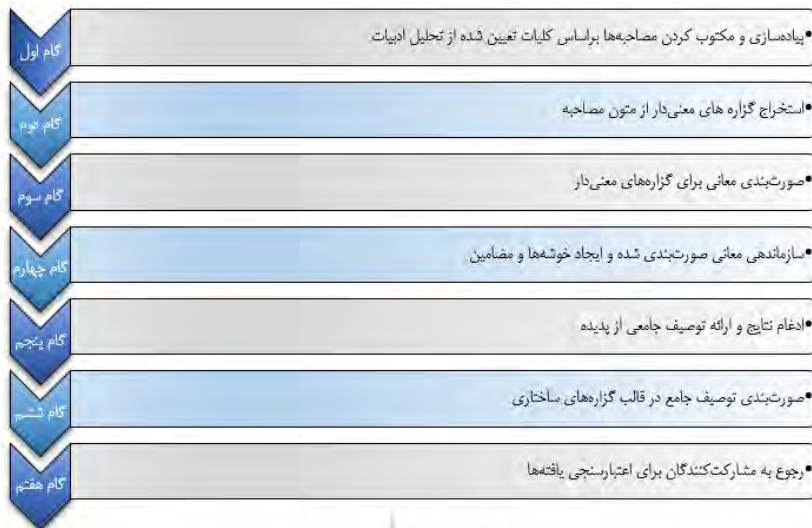 گام اول
•پیاده‌سازی و مکتوب کردن مصاحبه‌ها براساس کلیات تعیین شده از تحلیل ادبیات
گام دوم
•استخراج گزاره های معنی‌دار از متون مصاحبه
گام سوم
•صورت‌بندی معانی برای گزاره‌های معنی‌دار
گام چهارم
•سازماندهی معانی صورت‌بندی شده و ایجاد خوشه‌ها و مضامین
گام پنجم
•ادغام نتایج و ارائه توصیف جامعی از پدیده
گام ششم
•صورت‌بندی توصیف جامع در قالب گزاره‌های ساختاری
گام هفتم
•رجوع به مشارکت‌کنندگان برای اعتبارسنجی یافته‌ها